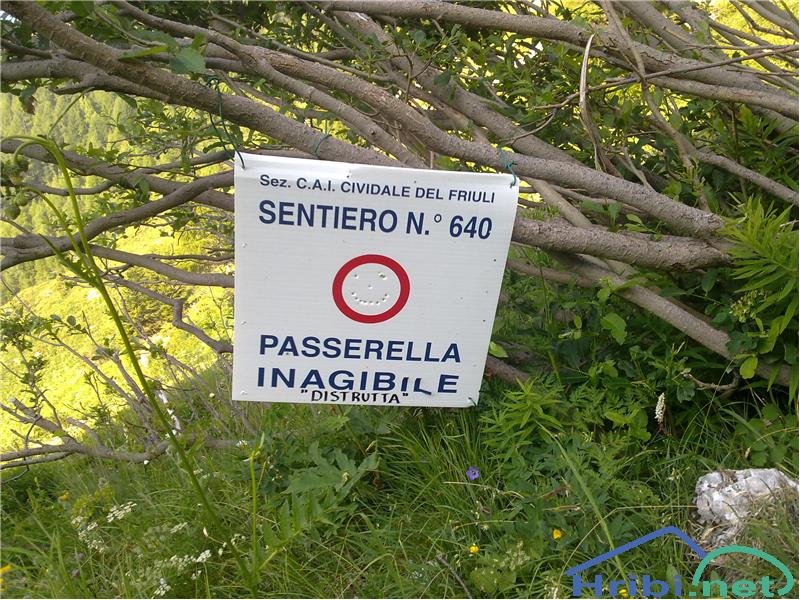 Sez. C.A.I. CIVIDALE DEL FRIULI
SENTIERO N.° 640
PASSERELLA
INAGIBILE
"DISTRUTTA"
Hribi.net